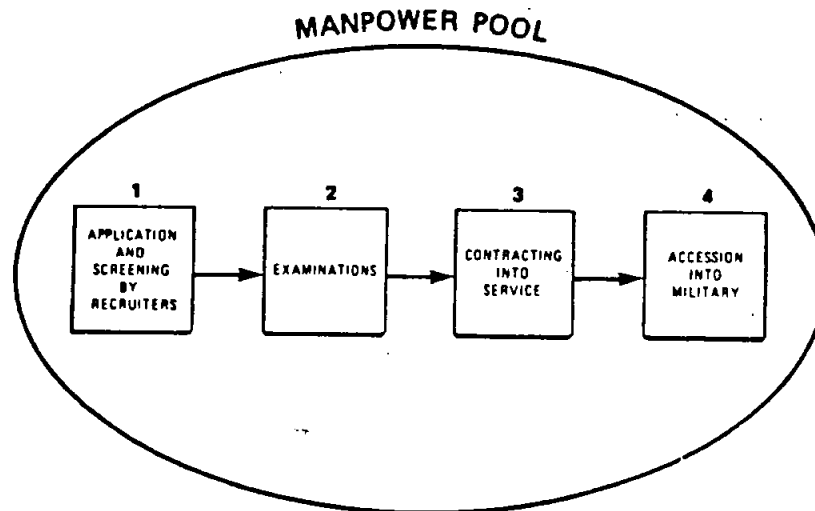 MANPOWER POOL
1
APPLICATION
AND
SCREENING
BY
RECRUITERS
2
EXAMINATIONS
3
CONTRACTING
INTO
SERVICE
4
ACCESSION
INTO
MILITARY